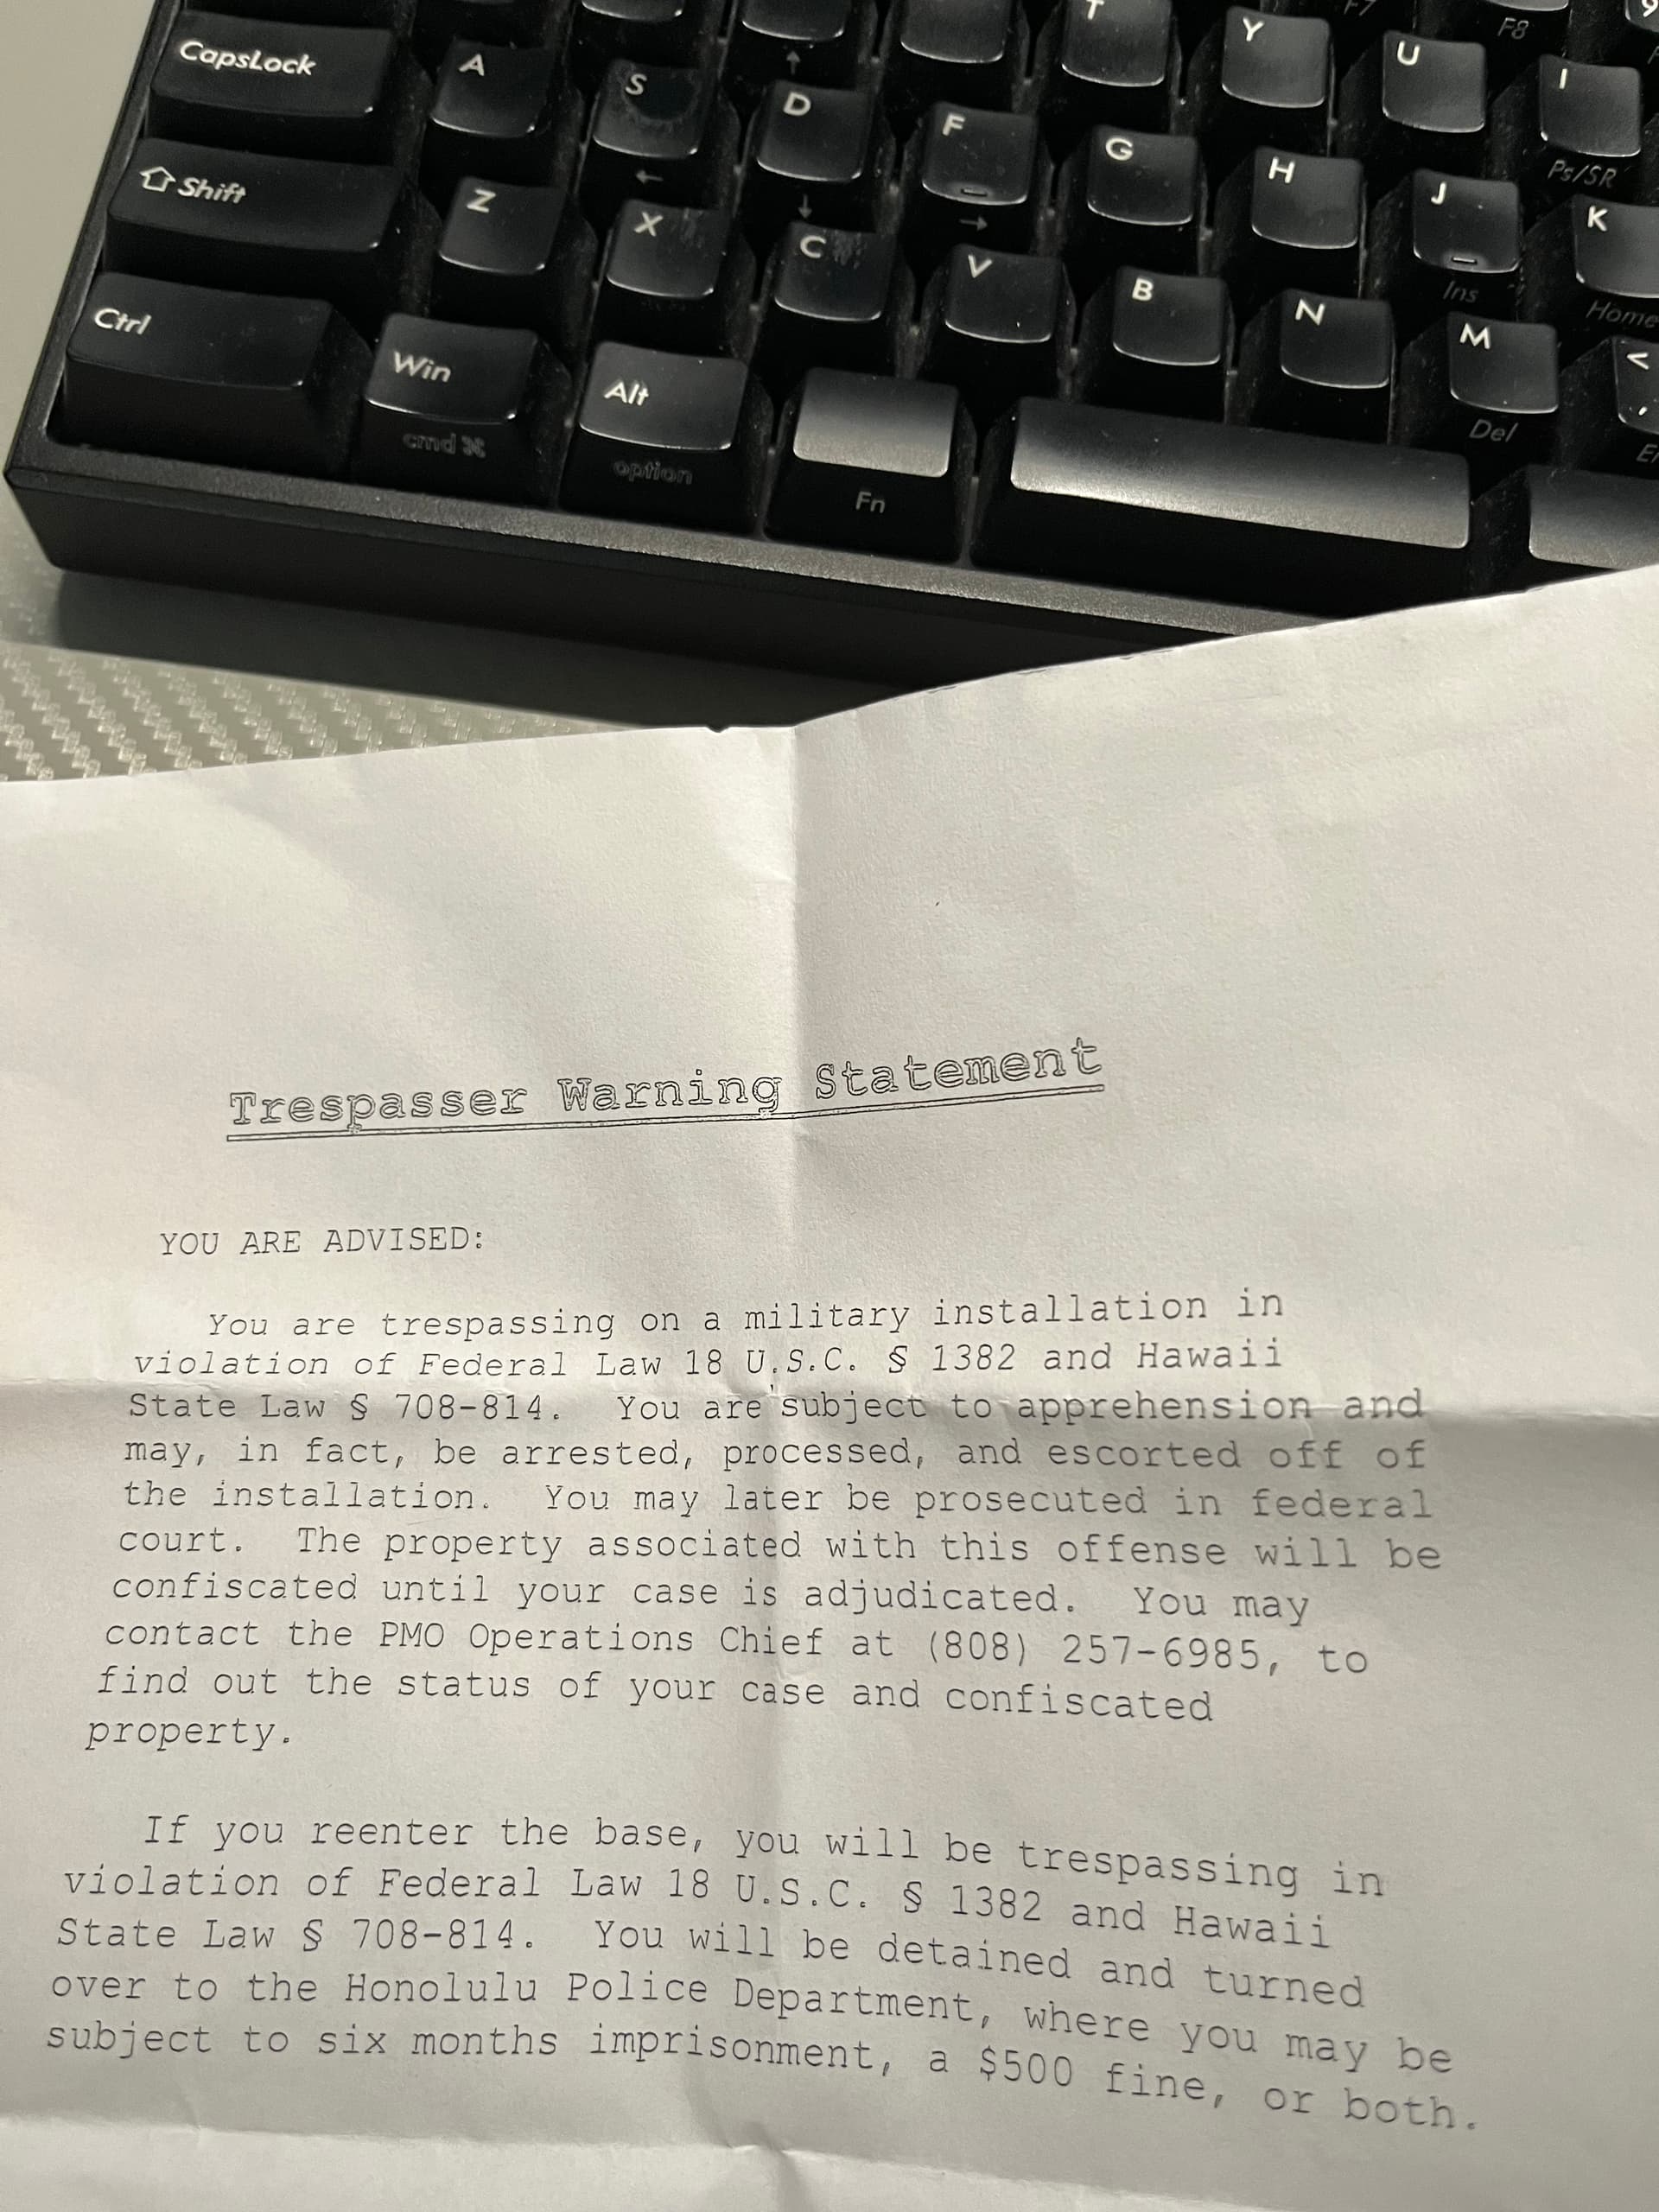 T
F7
F8
9
CapsLock
A
S
D
F
G
Y
H
U
J
I
Ps/SR
K
Shift
Z
X
C
V
B
N
M
Ins
Home
<
,
Ctrl
Win
cmd ⌘
Alt
option
Fn
Del
Trespasser Warning Statement
YOU ARE ADVISED:
You are trespassing on a military installation in
violation of Federal Law 18 U.S.C. § 1382 and Hawaii
State Law § 708-814. You are subject to apprehension and
may, in fact, be arrested, processed, and escorted off of
the installation. You may later be prosecuted in federal
court. The property associated with this offense will be
confiscated until your case is adjudicated. You may
contact the PMO Operations Chief at (808) 257-6985, to
find out the status of your case and confiscated
property.
If you reenter the base, you will be trespassing in
violation of Federal Law 18 U.S.C. § 1382 and Hawaii
State Law § 708-814. You will be detained and turned
over to the Honolulu Police Department, where you may be
subject to six months imprisonment, a $500 fine, or both.